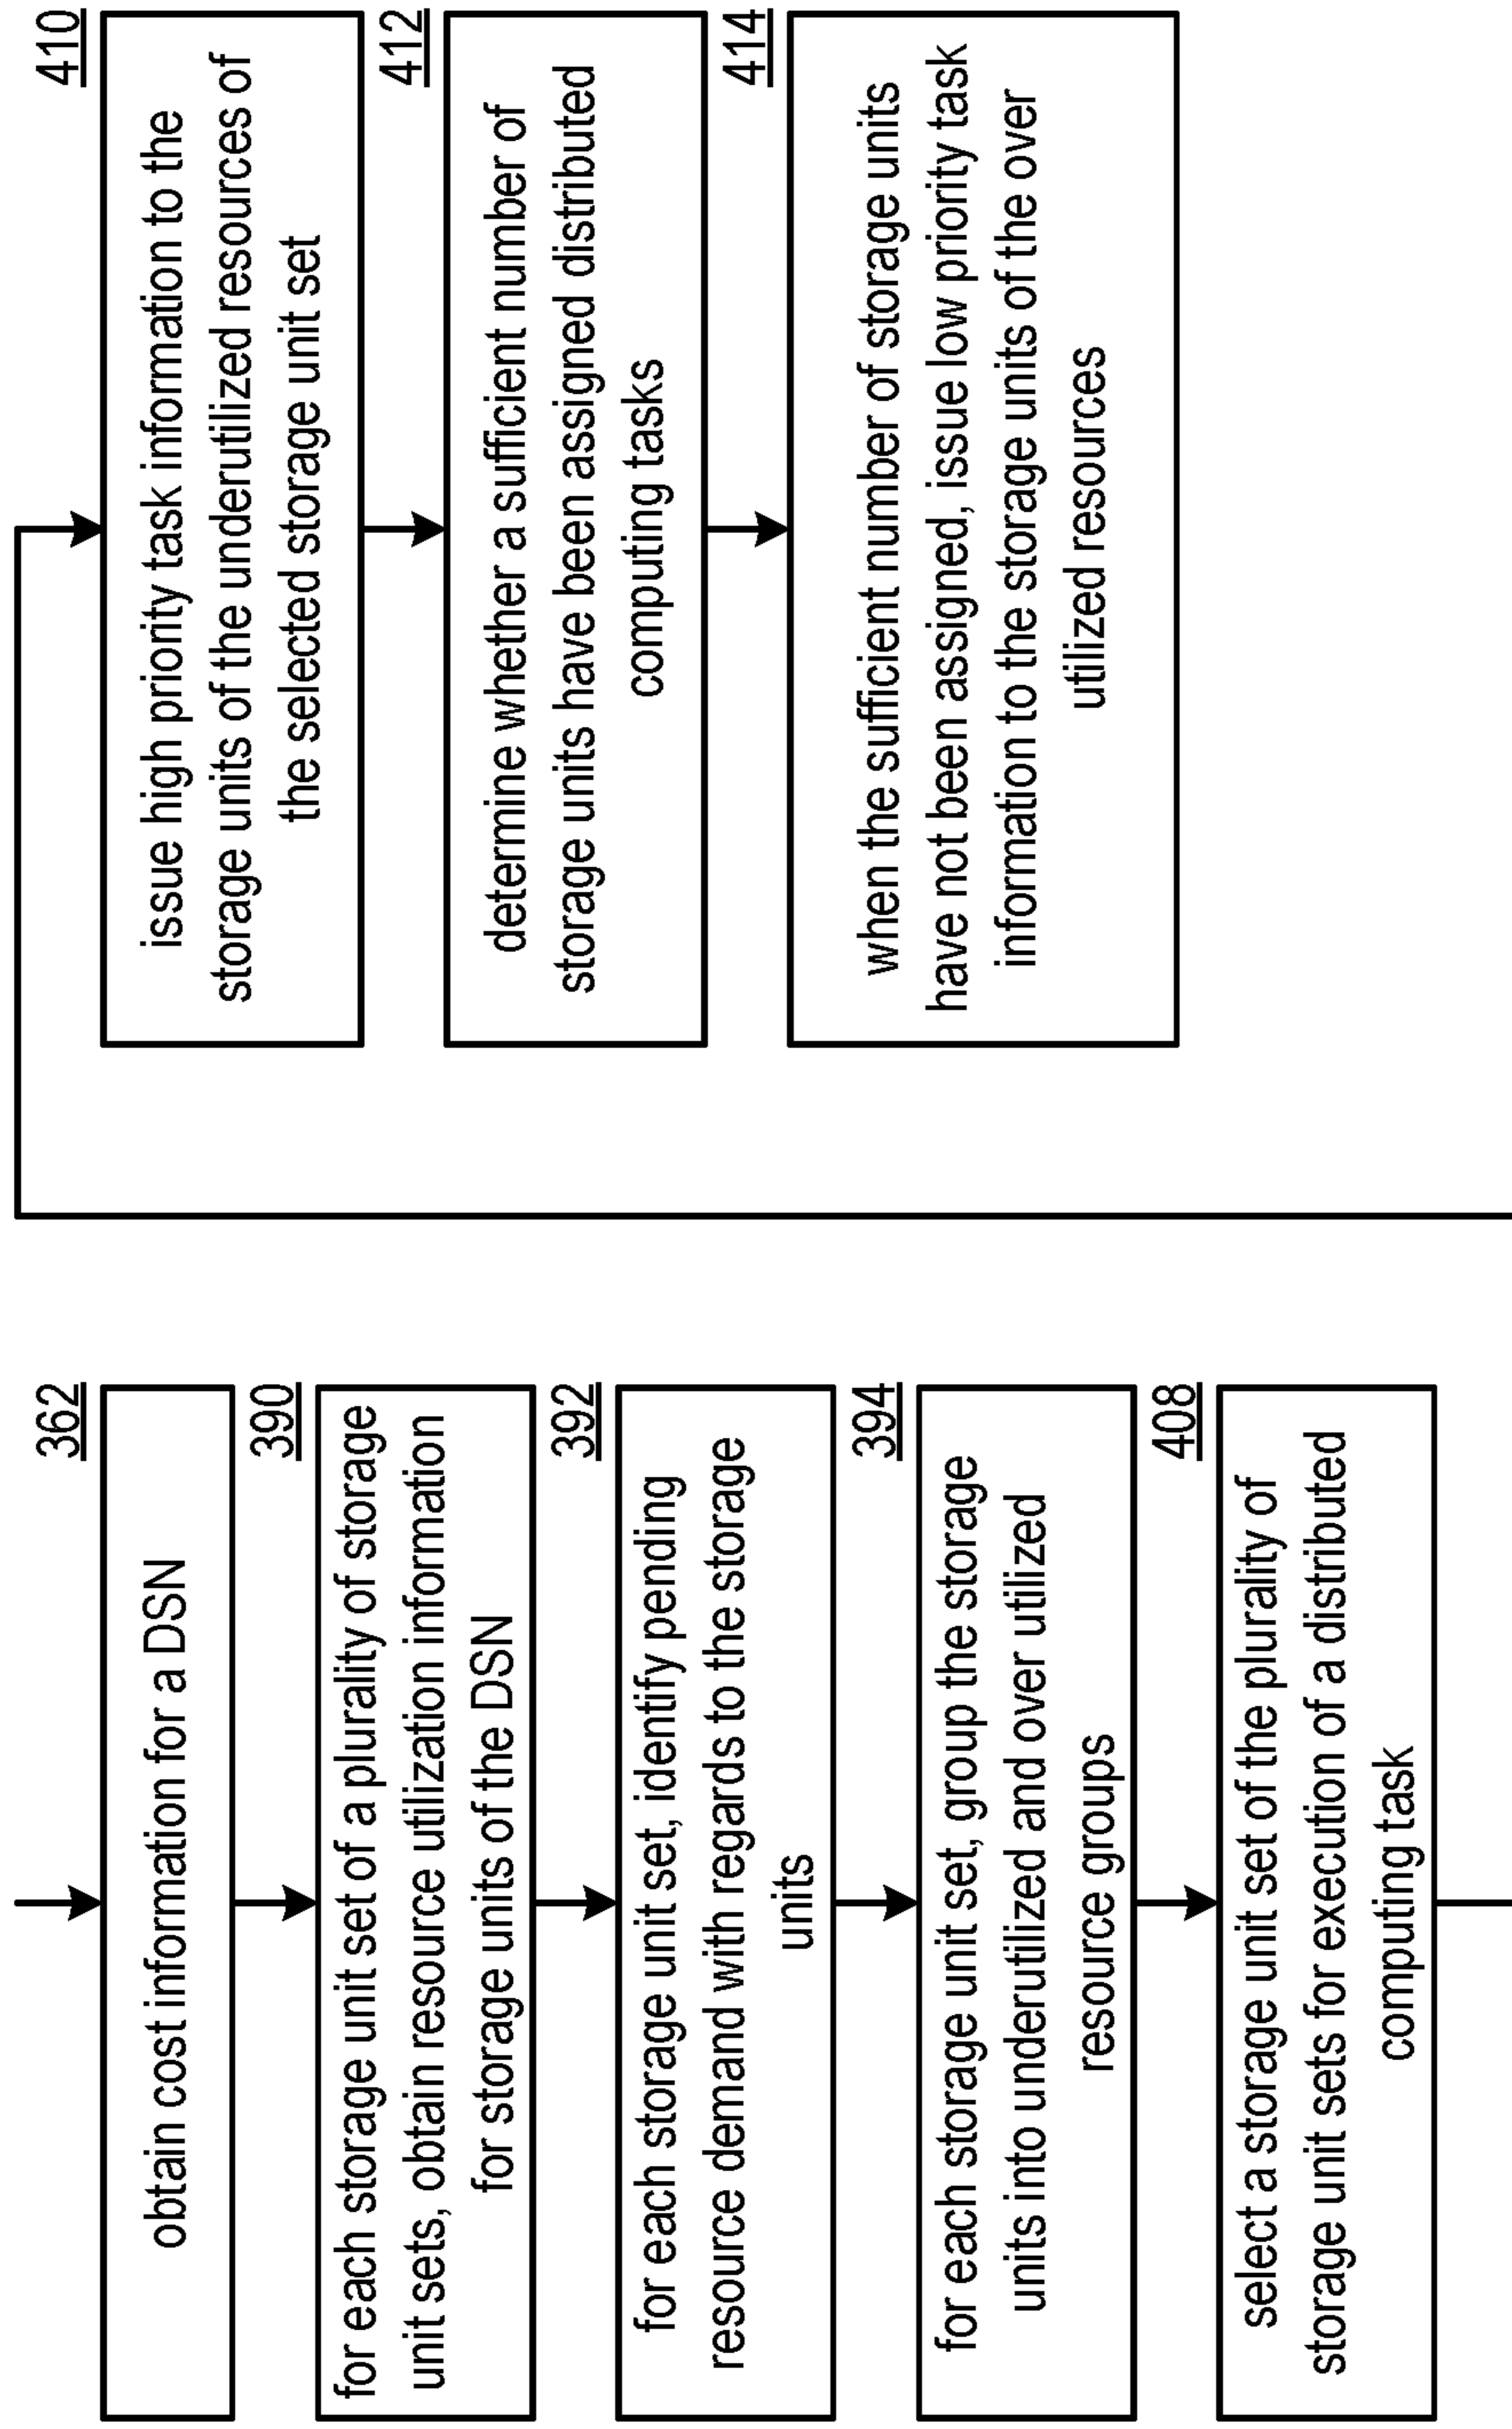 362
obtain cost information for a DSN
390
for each storage unit set of a plurality of storage
unit sets, obtain resource utilization information
for storage units of the DSN
392
for each storage unit set, identify pending
resource demand with regards to the storage
units
394
for each storage unit set, group the storage
units into underutilized and over utilized
resource groups
408
select a storage unit set of the plurality of
storage unit sets for execution of a distributed
computing task
410
issue high priority task information to the
storage units of the underutilized resources of
the selected storage unit set
412
determine whether a sufficient number of
storage units have been assigned distributed
computing tasks
414
when the sufficient number of storage units
have not been assigned, issue low priority task
information to the storage units of the over
utilized resources